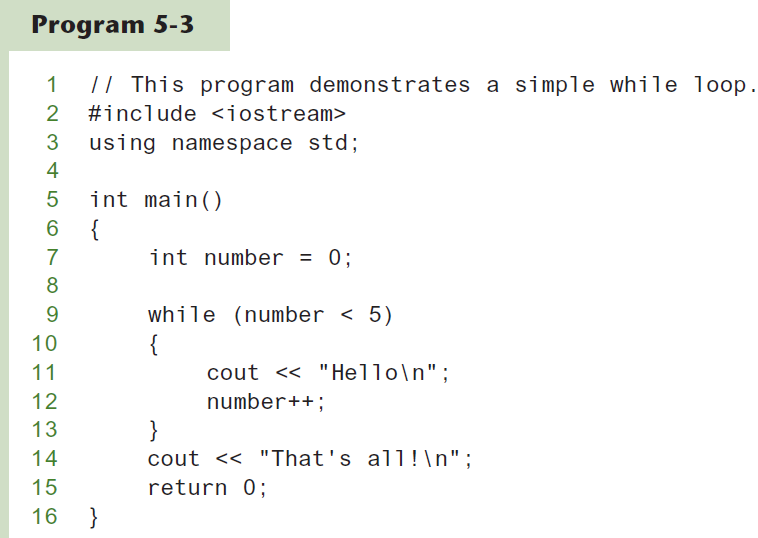 Program 5-3
1 // This program demonstrates a simple while loop.
2 #include <iostream>
3 using namespace std;
4
5 int main()
6 {
7 int number = 0;
8
9 while (number < 5)
10 {
11 cout << "Hello\n";
12 number++;
13 }
14 cout << "That's all!\n";
15 return 0;
16 }